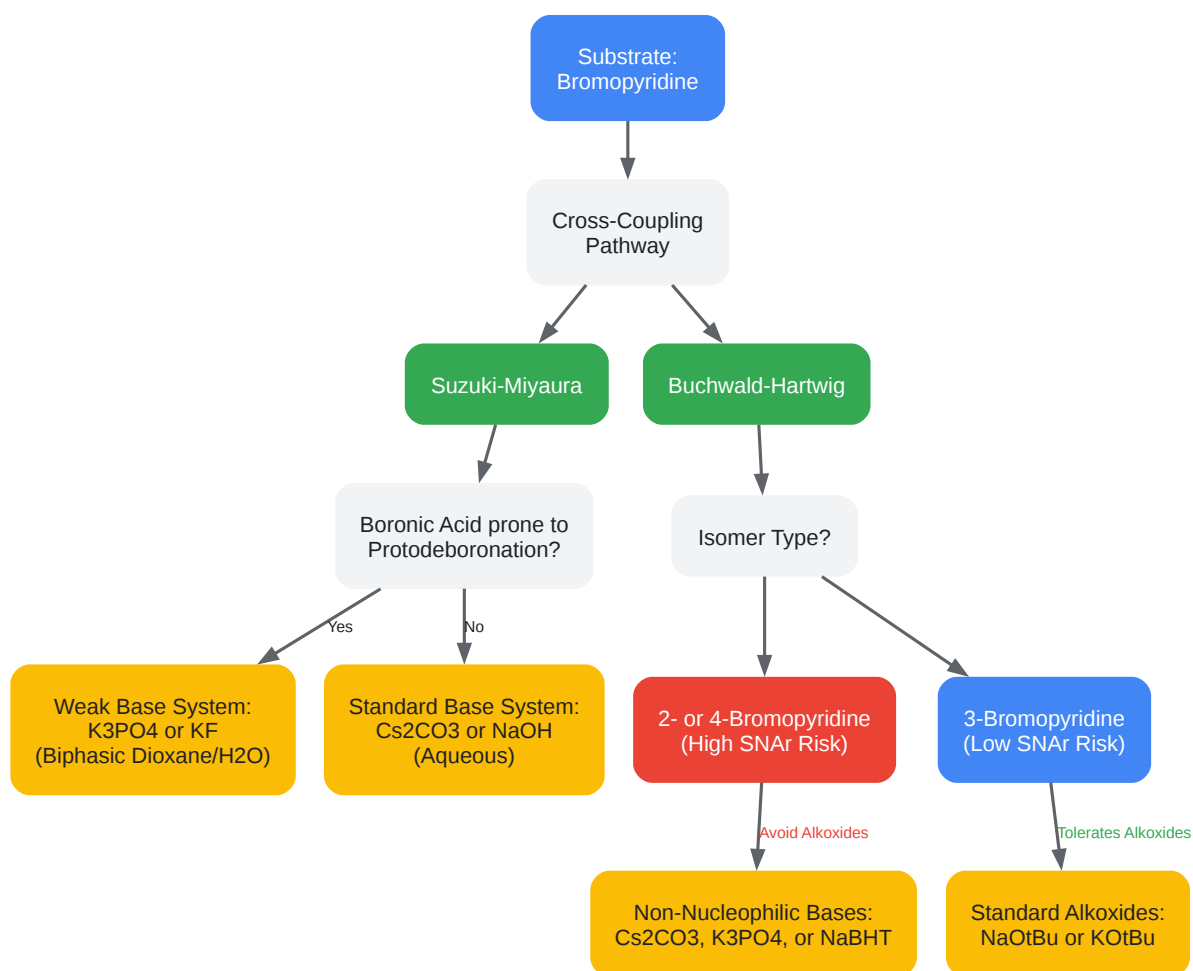 Substrate:
Bromopyridine
Cross-Coupling
Pathway
Suzuki-Miyaura
Buchwald-Hartwig
Boronic Acid prone to
Protodeboronation?
Isomer Type?
Yes
No
Weak Base System:
K3PO4 or KF
(Biphasic Dioxane/H2O)
Standard Base System:
Cs2CO3 or NaOH
(Aqueous)
2- or 4-Bromopyridine
(High SNAr Risk)
3-Bromopyridine
(Low SNAr Risk)
Avoid Alkoxides
Tolerates Alkoxides
Non-Nucleophilic Bases:
Cs2CO3, K3PO4, or NaBHT
Standard Alkoxides:
NaOtBu or KOtBu